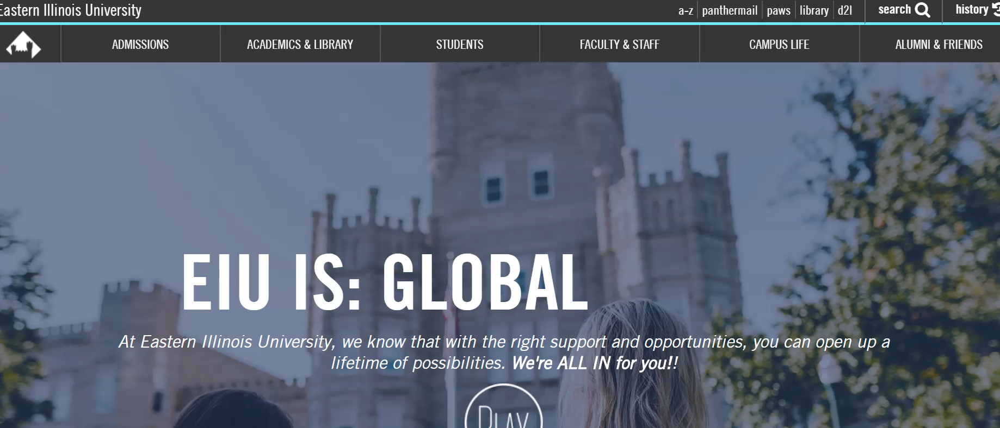 Eastern Illinois University
a-z panthermail paws library d2l search history
ADMISSIONS ACADEMICS & LIBRARY STUDENTS FACULTY & STAFF CAMPUS LIFE ALUMNI & FRIENDS
EIU IS: GLOBAL
At Eastern Illinois University, we know that with the right support and opportunities, you can open up a
lifetime of possibilities. We're ALL IN for you!!
PLAY